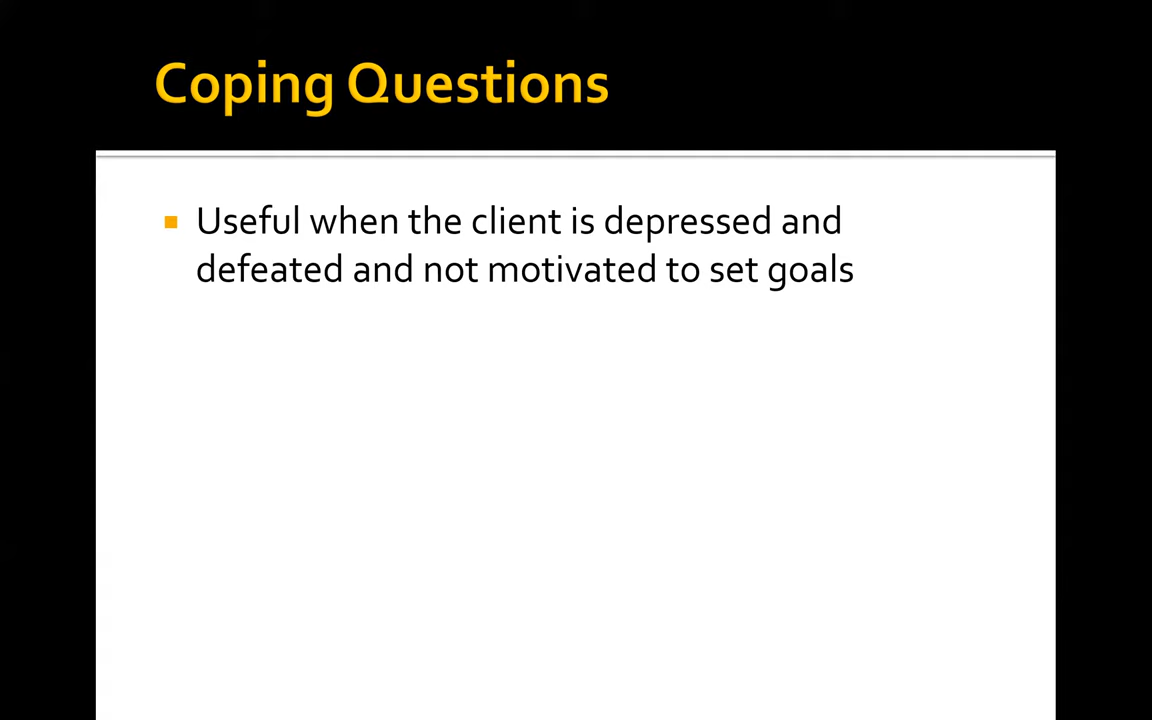 Coping Questions
Useful when the client is depressed and
defeated and not motivated to set goals